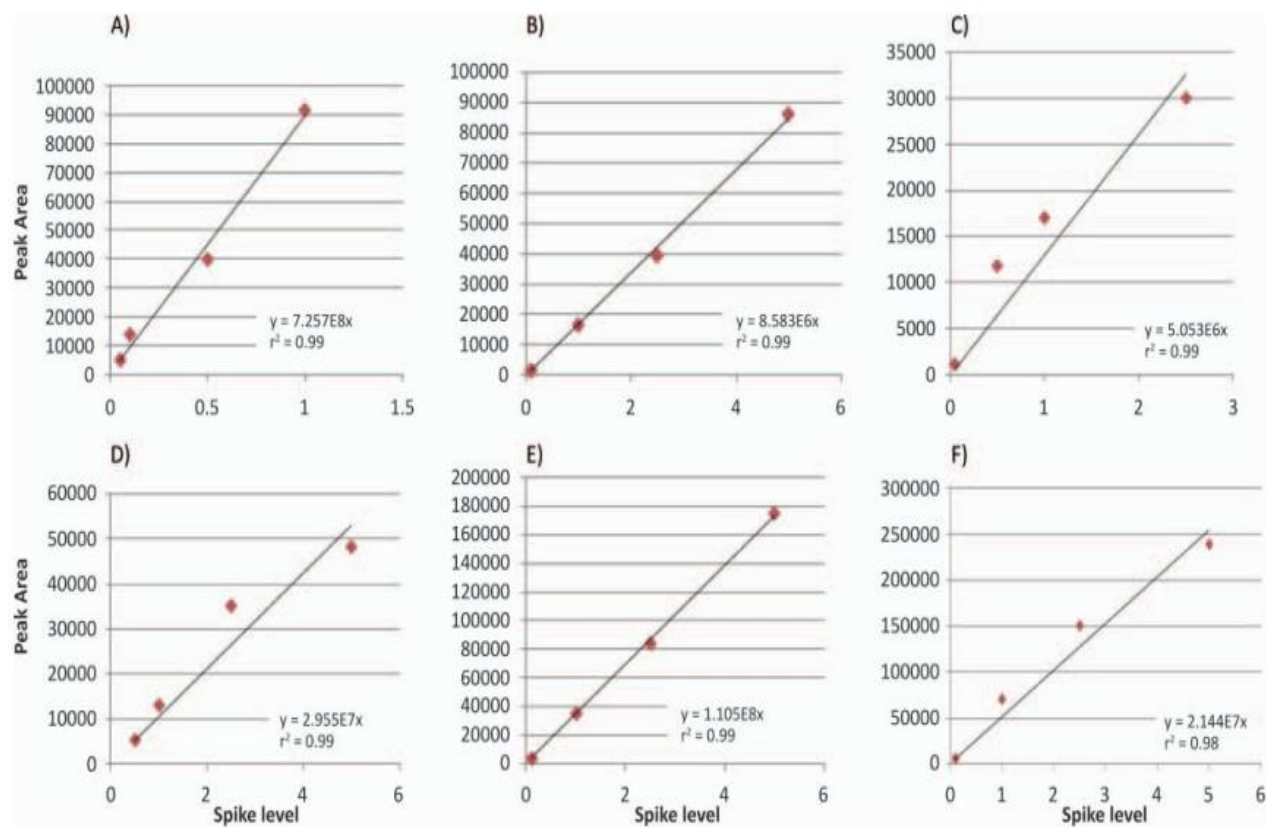 A)
100000
90000
80000
70000
60000
50000
40000
30000
20000
10000
0
0 0.5 1 1.5
Peak Area
y = 7.257E8x
r² = 0.99
B)
100000
90000
80000
70000
60000
50000
40000
30000
20000
10000
0
0 2 4 6
y = 8.583E6x
r² = 0.99
C)
35000
30000
25000
20000
15000
10000
5000
0
0 1 2 3
y = 5.053E6x
r² = 0.99
D)
60000
50000
40000
30000
20000
10000
0
0 2 4 6
Peak Area
Spike level
y = 2.955E7x
r² = 0.99
E)
200000
180000
160000
140000
120000
100000
80000
60000
40000
20000
0
0 2 4 6
Spike level
y = 1.105E8x
r² = 0.99
F)
300000
250000
200000
150000
100000
50000
0
0 1 2 3 4 5 6
Spike level
y = 2.144E7x
r² = 0.98